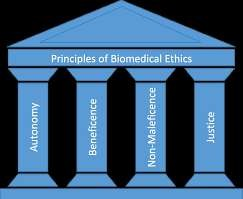 Principles of Biomedical Ethics
Autonomy
Beneficence
Non-Maleficence
Justice